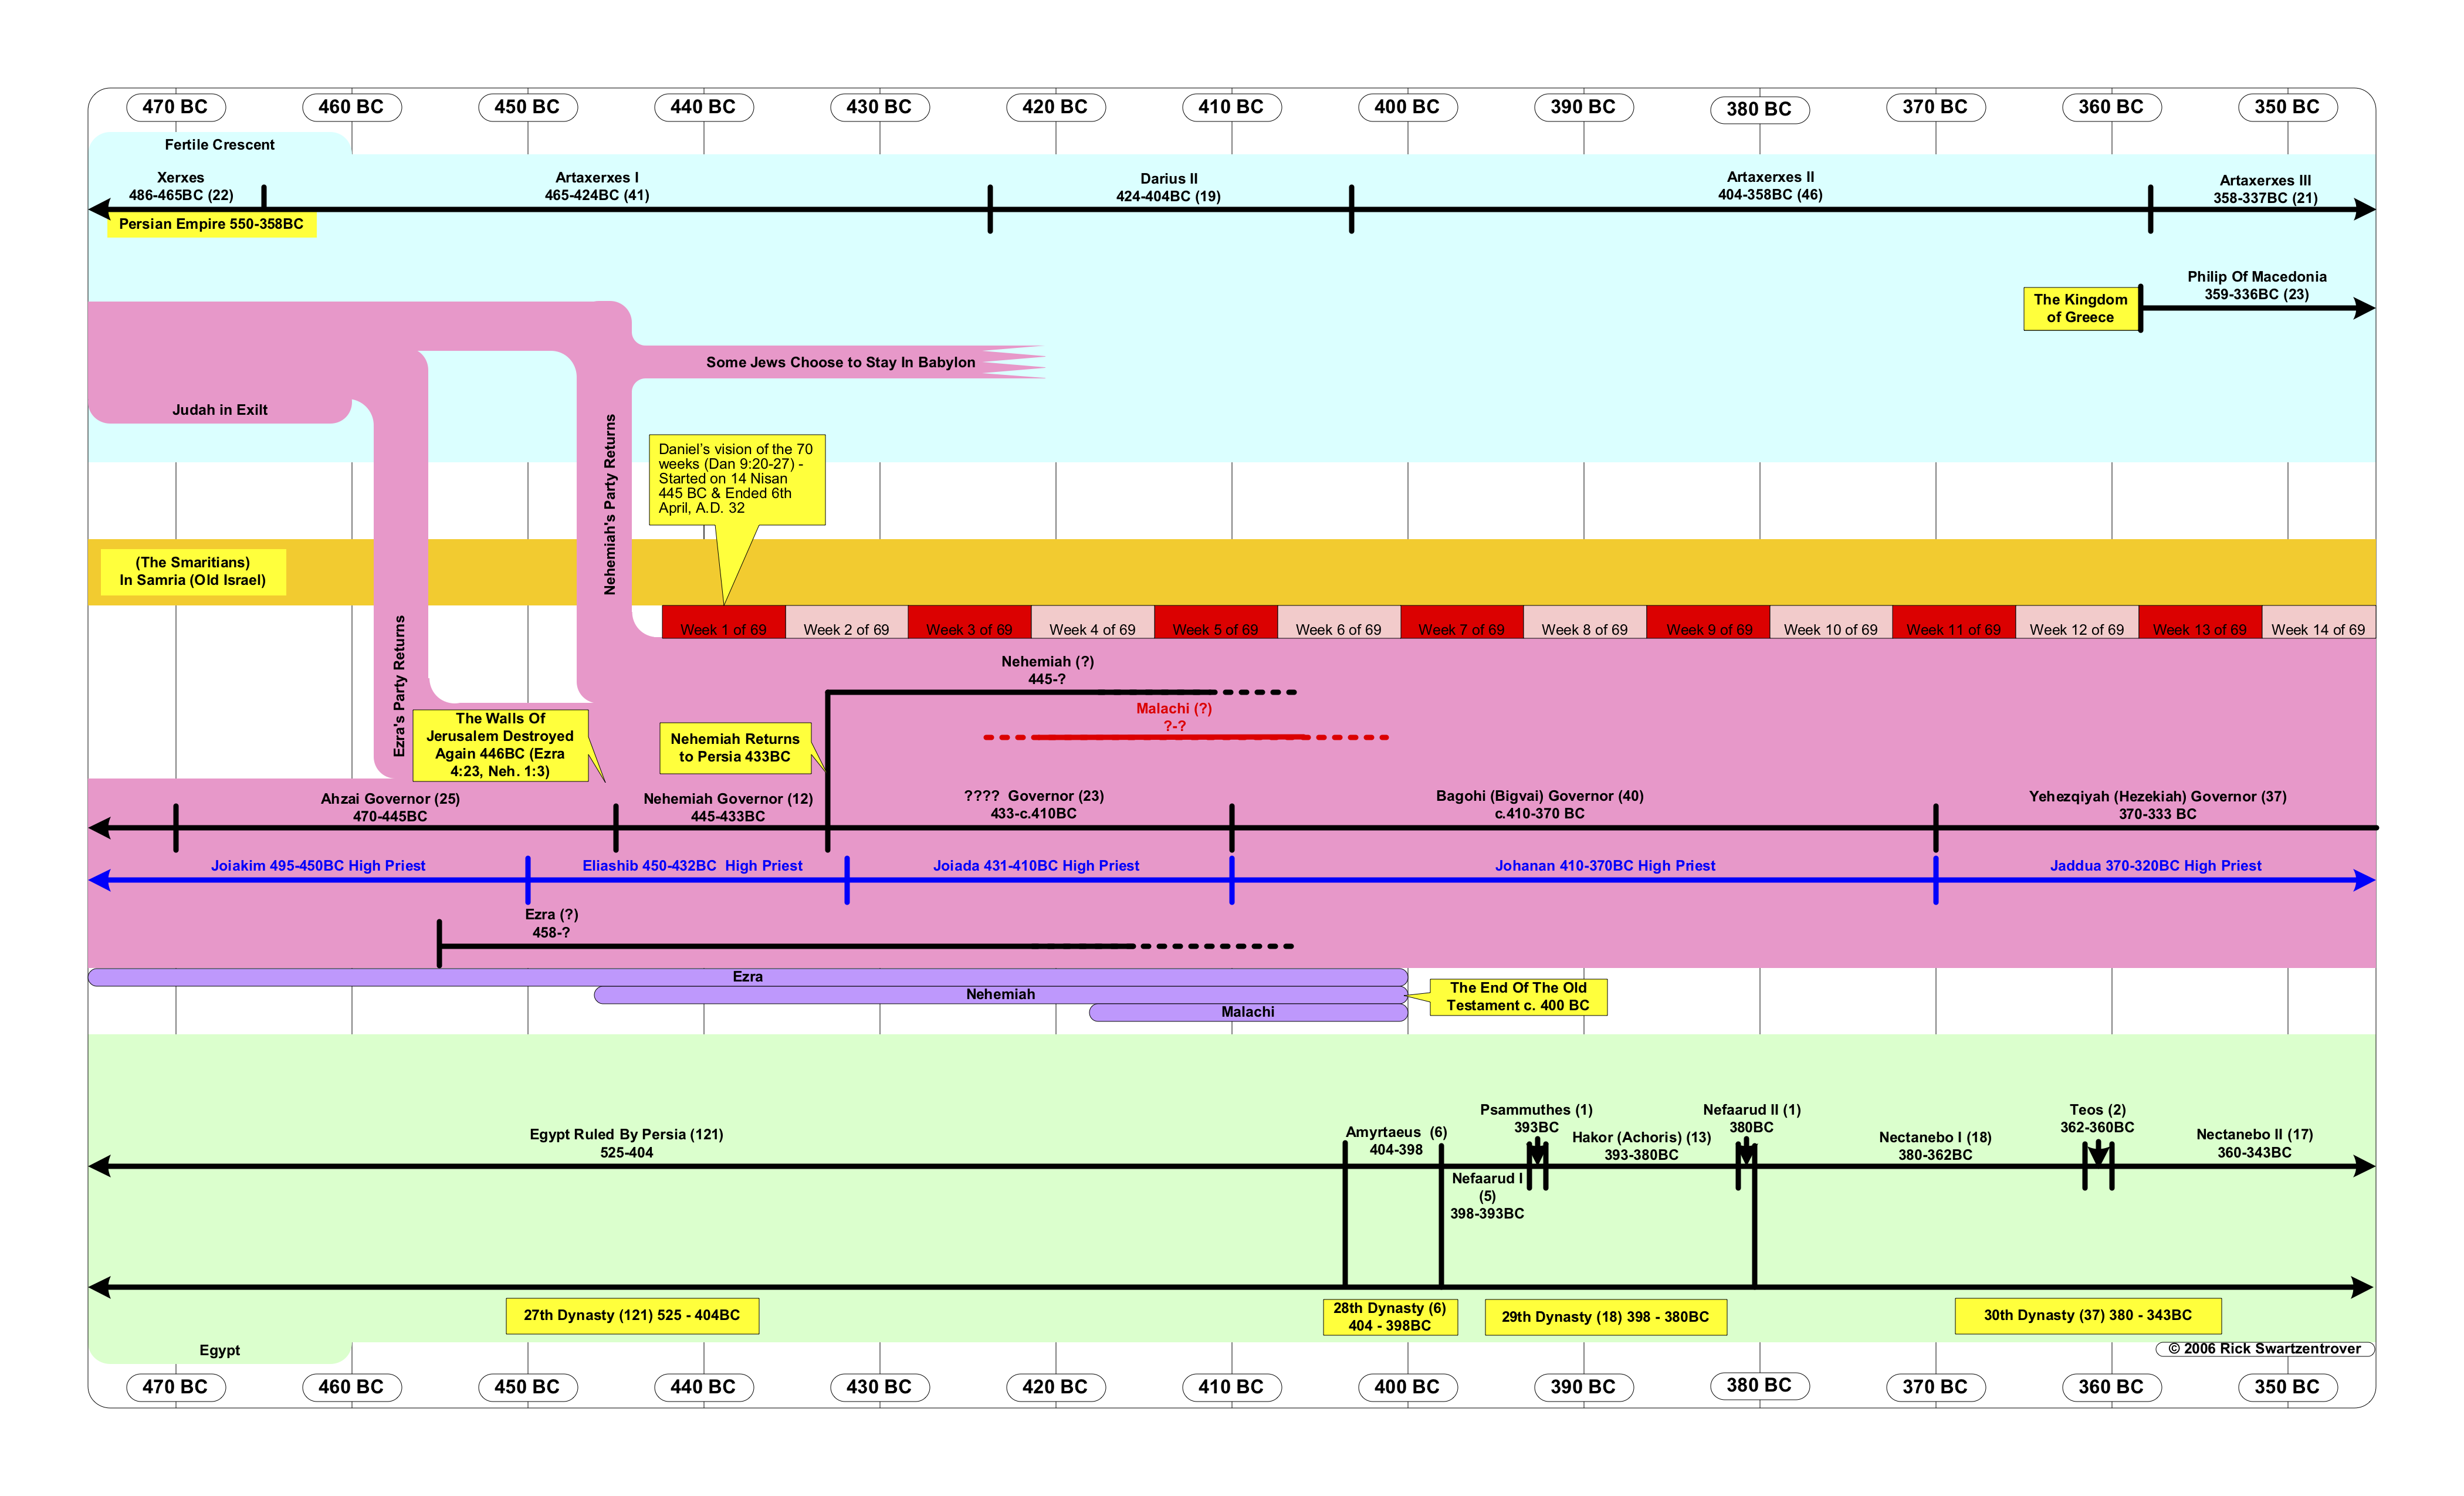 470 BC
460 BC
450 BC
440 BC
430 BC
420 BC
410 BC
400 BC
390 BC
380 BC
370 BC
360 BC
350 BC
Fertile Crescent
Xerxes
486-465BC (22)
Artaxerxes I
465-424BC (41)
Darius II
424-404BC (19)
Artaxerxes II
404-358BC (46)
Artaxerxes III
358-337BC (21)
Persian Empire 550-358BC
The Kingdom
of Greece
Philip Of Macedonia
359-336BC (23)
Some Jews Choose to Stay In Babylon
Judah in Exilt
Nehemiah's Party Returns
Ezra's Party Returns
Daniel's vision of the 70
weeks (Dan 9:20-27) -
Started on 14 Nisan
445 BC & Ended 6th
April, A.D. 32
(The Smaritians)
In Samria (Old Israel)
Week 1 of 69
Week 2 of 69
Week 3 of 69
Week 4 of 69
Week 5 of 69
Week 6 of 69
Week 7 of 69
Week 8 of 69
Week 9 of 69
Week 10 of 69
Week 11 of 69
Week 12 of 69
Week 13 of 69
Week 14 of 69
Nehemiah (?)
445-?
Malachi (?)
?-?
The Walls Of
Jerusalem Destroyed
Again 446BC (Ezra
4:23, Neh. 1:3)
Nehemiah Returns
to Persia 433BC
Ahzai Governor (25)
470-445BC
Nehemiah Governor (12)
445-433BC
???? Governor (23)
433-c.410BC
Bagohi (Bigvai) Governor (40)
c.410-370 BC
Yehezqiyah (Hezekiah) Governor (37)
370-333 BC
Joiakim 495-450BC High Priest
Eliashib 450-432BC High Priest
Joiada 431-410BC High Priest
Johanan 410-370BC High Priest
Jaddua 370-320BC High Priest
Ezra (?)
458-?
Ezra
Nehemiah
Malachi
The End Of The Old
Testament c. 400 BC
Egypt Ruled By Persia (121)
525-404
Amyrtaeus (6)
404-398
Nefaarud I
(5)
398-393BC
Psammuthes (1)
393BC
Hakor (Achoris) (13)
393-380BC
Nefaarud II (1)
380BC
Nectanebo I (18)
380-362BC
Teos (2)
362-360BC
Nectanebo II (17)
360-343BC
27th Dynasty (121) 525 - 404BC
28th Dynasty (6)
404 - 398BC
29th Dynasty (18) 398 - 380BC
30th Dynasty (37) 380 - 343BC
Egypt
© 2006 Rick Swartzentrover
470 BC
460 BC
450 BC
440 BC
430 BC
420 BC
410 BC
400 BC
390 BC
380 BC
370 BC
360 BC
350 BC